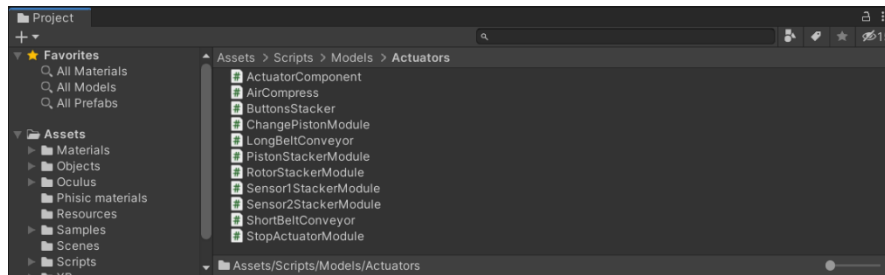 Project
Favorites
All Materials
All Models
All Prefabs
Assets
Materials
Objects
Oculus
Phisic materials
Resources
Samples
Scenes
Scripts
Assets > Scripts > Models > Actuators
ActuatorComponent
AirCompress
ButtonsStacker
ChangePistonModule
LongBeltConveyor
PistonStackerModule
RotorStackerModule
Sensor1StackerModule
Sensor2StackerModule
ShortBeltConveyor
StopActuatorModule
Assets/Scripts/Models/Actuators